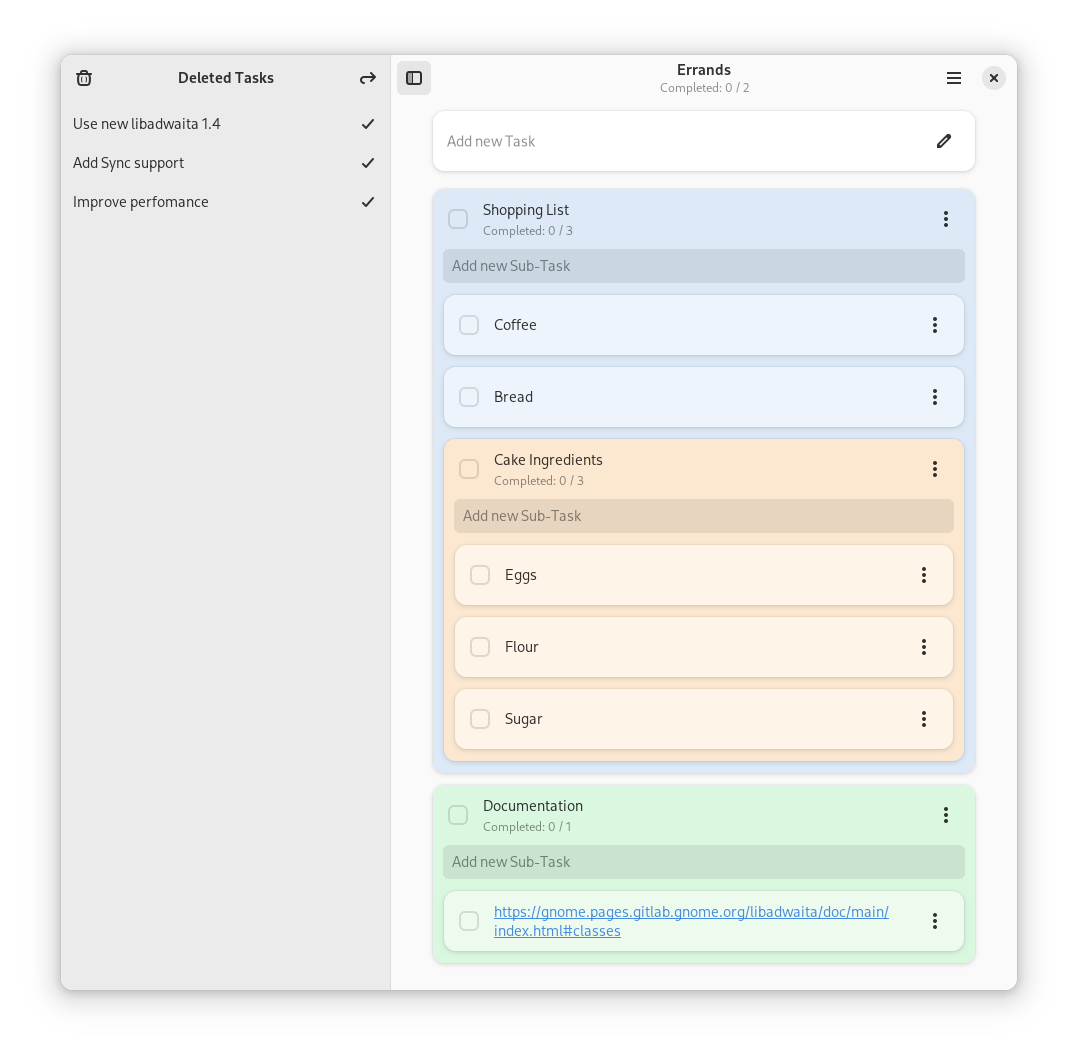 Deleted Tasks
Use new libadwaita 1.4
Add Sync support
Improve perfomance
Errands
Completed: 0 / 2
Add new Task
Shopping List
Completed: 0 / 3
Add new Sub-Task
Coffee
Bread
Cake Ingredients
Completed: 0 / 3
Add new Sub-Task
Eggs
Flour
Sugar
Documentation
Completed: 0 / 1
Add new Sub-Task
https://gnome.pages.gitlab.gnome.org/libadwaita/doc/main/
index.html#classes